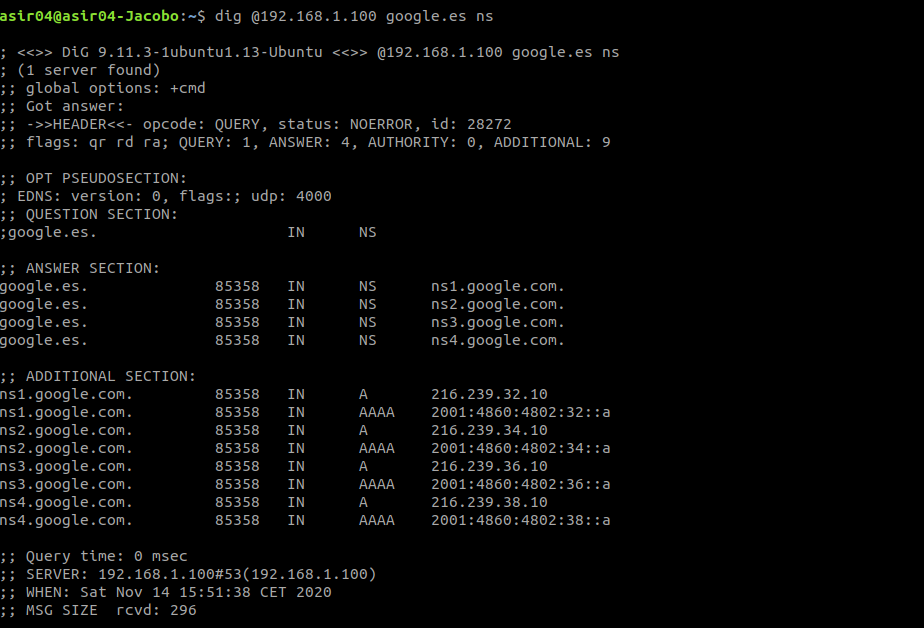 asir04@asir04-Jacobo:~$ dig @192.168.1.100 google.es ns
; <<>> DiG 9.11.3-1ubuntu1.13-Ubuntu <<>> @192.168.1.100 google.es ns
; (1 server found)
;; global options: +cmd
;; Got answer:
;; ->>HEADER<<- opcode: QUERY, status: NOERROR, id: 28272
;; flags: qr rd ra; QUERY: 1, ANSWER: 4, AUTHORITY: 0, ADDITIONAL: 9
;; OPT PSEUDOSECTION:
; EDNS: version: 0, flags:; udp: 4000
;; QUESTION SECTION:
;google.es. IN NS
;; ANSWER SECTION:
google.es. 85358 IN NS ns1.google.com.
google.es. 85358 IN NS ns2.google.com.
google.es. 85358 IN NS ns3.google.com.
google.es. 85358 IN NS ns4.google.com.
;; ADDITIONAL SECTION:
ns1.google.com. 85358 IN A 216.239.32.10
ns1.google.com. 85358 IN AAAA 2001:4860:4802:32::a
ns2.google.com. 85358 IN A 216.239.34.10
ns2.google.com. 85358 IN AAAA 2001:4860:4802:34::a
ns3.google.com. 85358 IN A 216.239.36.10
ns3.google.com. 85358 IN AAAA 2001:4860:4802:36::a
ns4.google.com. 85358 IN A 216.239.38.10
ns4.google.com. 85358 IN AAAA 2001:4860:4802:38::a
;; Query time: 0 msec
;; SERVER: 192.168.1.100#53(192.168.1.100)
;; WHEN: Sat Nov 14 15:51:38 CET 2020
;; MSG SIZE rcvd: 296